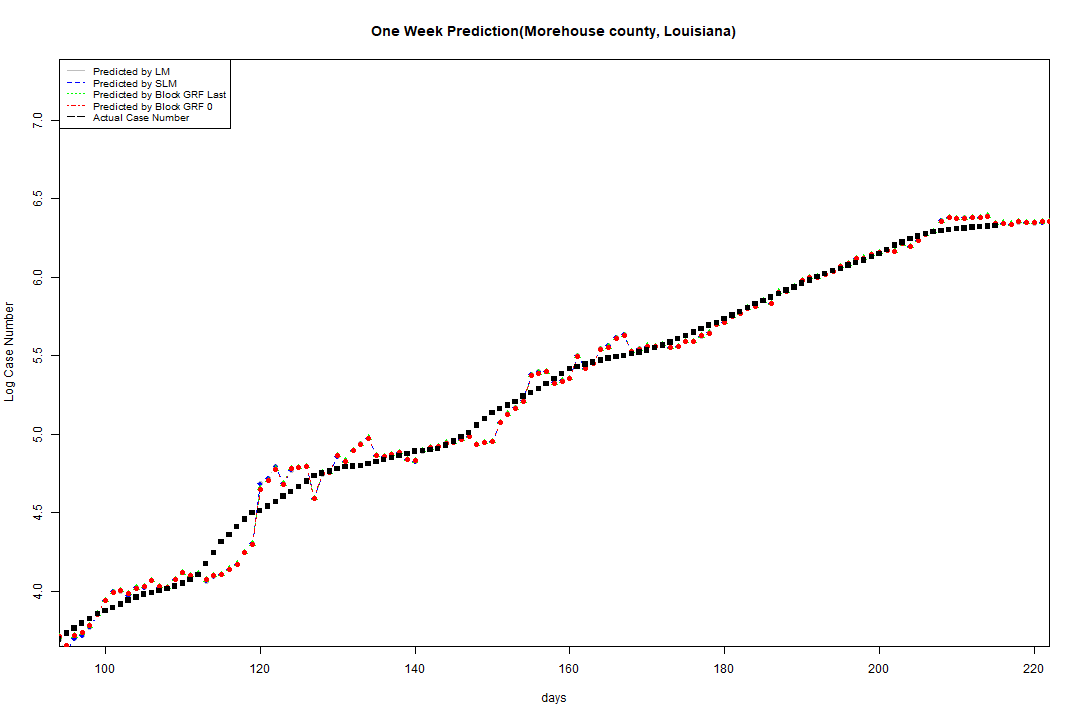 One Week Prediction(Morehouse county, Louisiana)
Predicted by LM
Predicted by SLM
Predicted by Block GRF Last
Predicted by Block GRF 0
Actual Case Number
7.0
6.5
6.0
5.5
5.0
4.5
4.0
Log Case Number
100 120 140 160 180 200 220
days